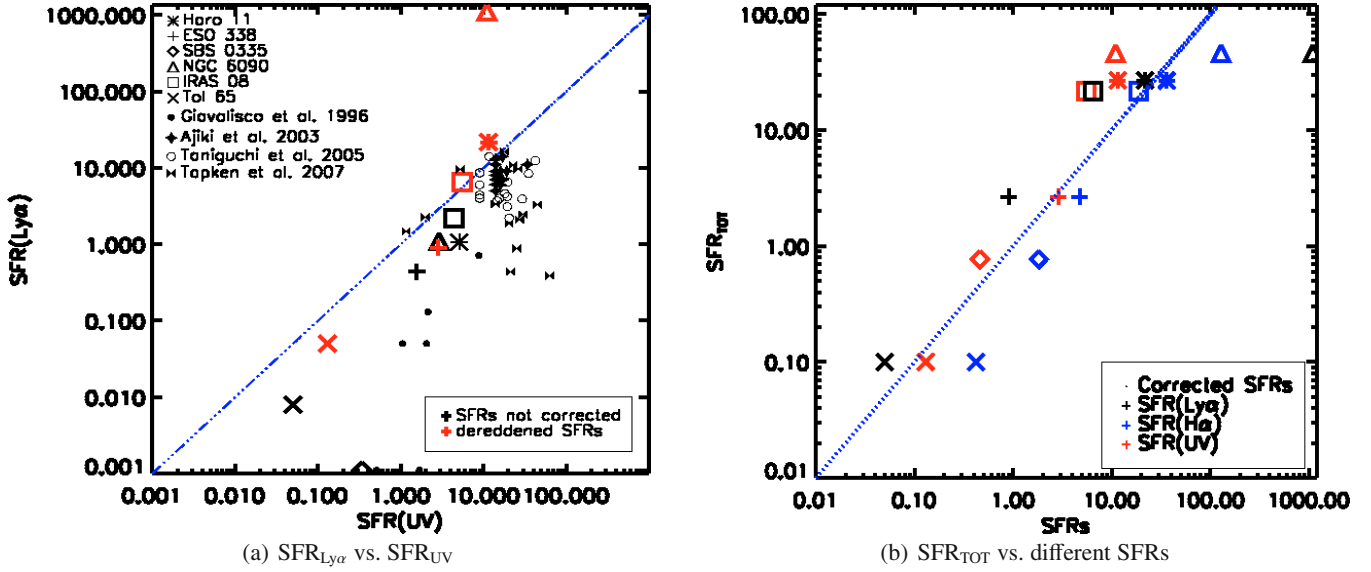 1000.000
100.000
10.000
1.000
0.100
0.010
0.001
SFR(Lyα)
Haro 11
ESO 338
SBS 0335
NGC 6090
IRAS 08
Tol 65
Giavalisco et al. 1996
Ajiki et al. 2003
Taniguchi et al. 2005
Tapken et al. 2007
SFRs not corrected
dereddened SFRs
0.001 0.010 0.100 1.000 10.000 100.000
SFR(UV)
(a) SFRLyα vs. SFRUV
100.00
10.00
1.00
0.10
0.01
SFRTOT
Corrected SFRs
SFR(Lyα)
SFR(Hα)
SFR(UV)
0.01 0.10 1.00 10.00 100.00 1000.00
SFRs
(b) SFRTOT vs. different SFRs